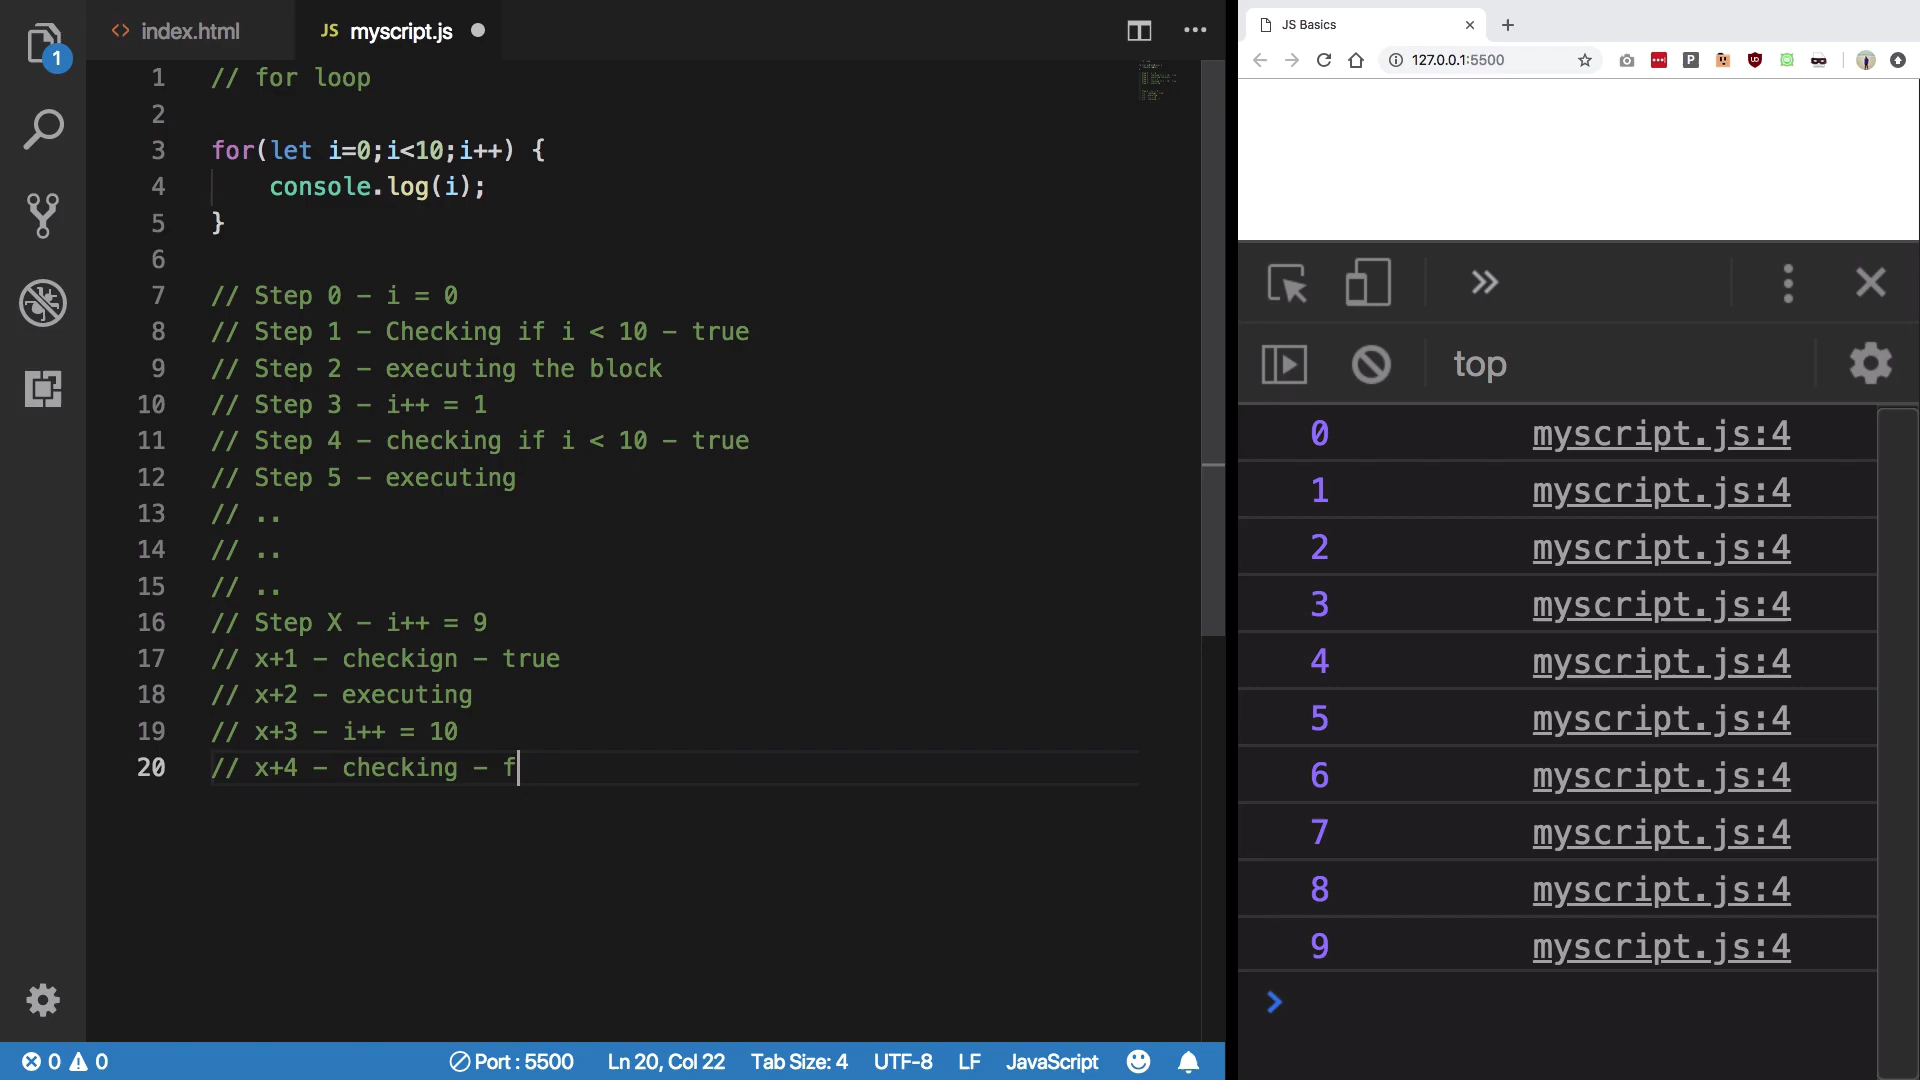 1
<> index.html
JS myscript.js
1 // for loop
2
3 for(let i=0;i<10;i++) {
4 console.log(i);
5 }
6
7 // Step 0 - i = 0
8 // Step 1 - Checking if i < 10 - true
9 // Step 2 - executing the block
10 // Step 3 - i++ = 1
11 // Step 4 - checking if i < 10 - true
12 // Step 5 - executing
13 // ..
14 // ..
15 // ..
16 // Step X - i++ = 9
17 // x+1 - checkign - true
18 // x+2 - executing
19 // x+3 - i++ = 10
20 // x+4 - checking - f
0 0 Port : 5500 Ln 20, Col 22 Tab Size: 4 UTF-8 LF JavaScript
JS Basics
127.0.0.1:5500
top
0 myscript.js:4
1 myscript.js:4
2 myscript.js:4
3 myscript.js:4
4 myscript.js:4
5 myscript.js:4
6 myscript.js:4
7 myscript.js:4
8 myscript.js:4
9 myscript.js:4